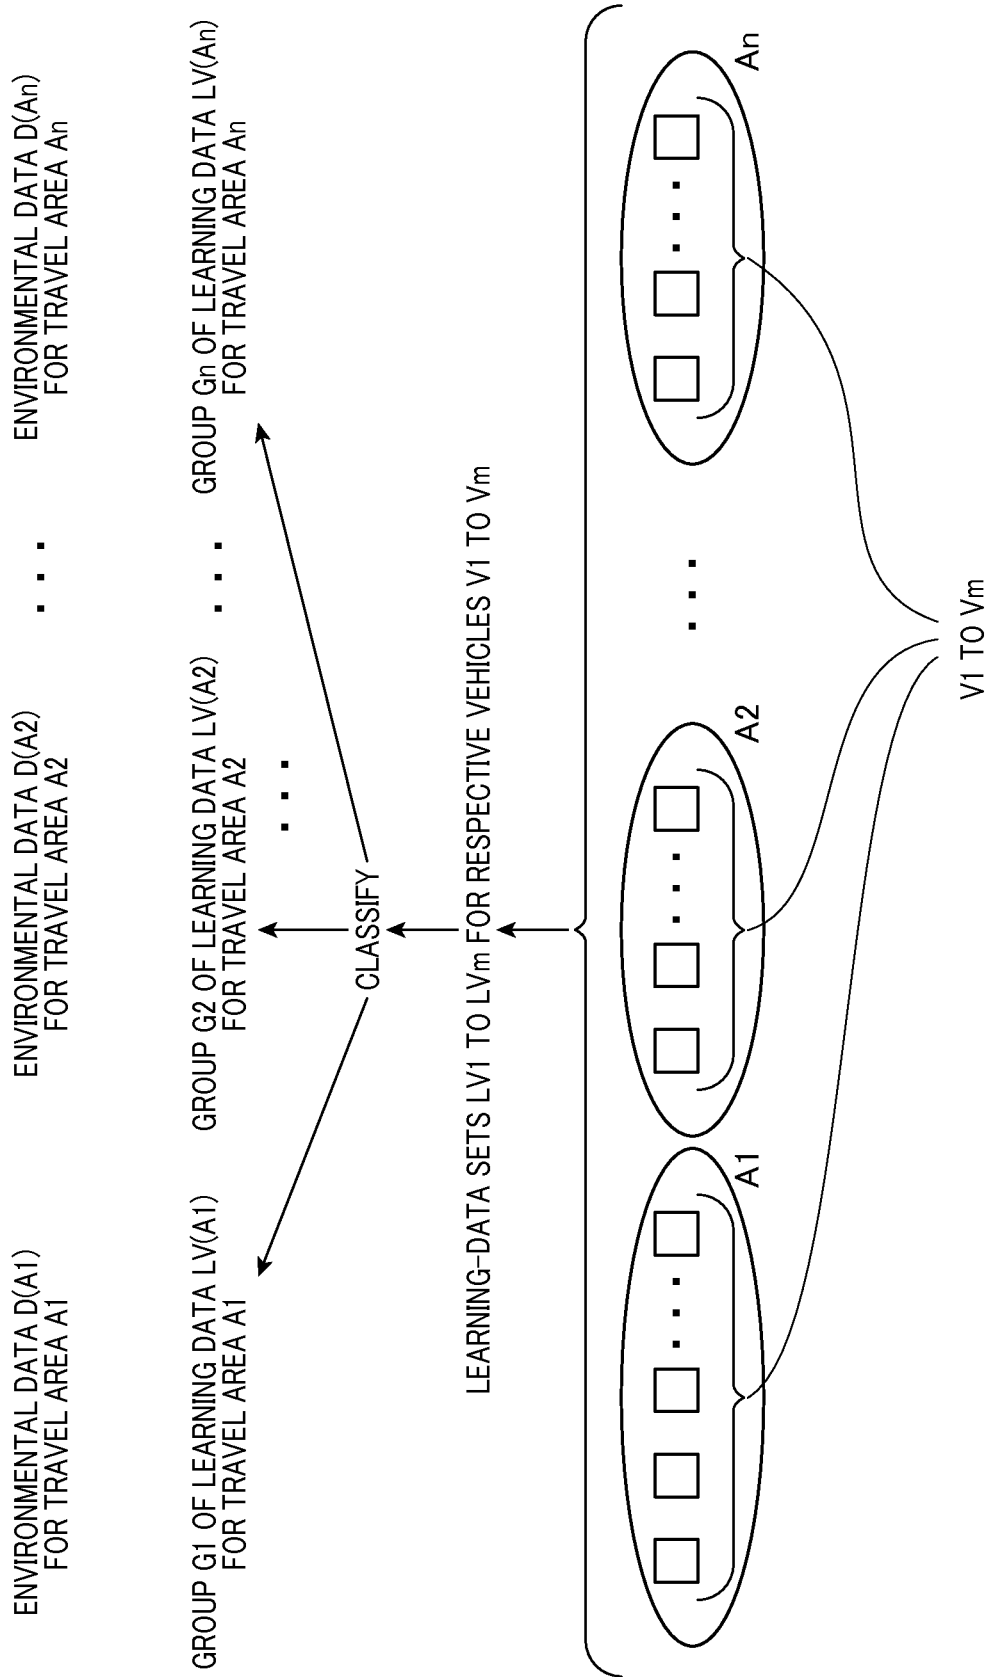 ENVIRONMENTAL DATA D(A1)
FOR TRAVEL AREA A1
ENVIRONMENTAL DATA D(A2)
FOR TRAVEL AREA A2
ENVIRONMENTAL DATA D(An)
FOR TRAVEL AREA An
GROUP G1 OF LEARNING DATA LV(A1)
FOR TRAVEL AREA A1
GROUP G2 OF LEARNING DATA LV(A2)
FOR TRAVEL AREA A2
GROUP Gn OF LEARNING DATA LV(An)
FOR TRAVEL AREA An
CLASSIFY
LEARNING-DATA SETS LV1 TO LVm FOR RESPECTIVE VEHICLES V1 TO Vm
A1
A2
An
V1 TO Vm